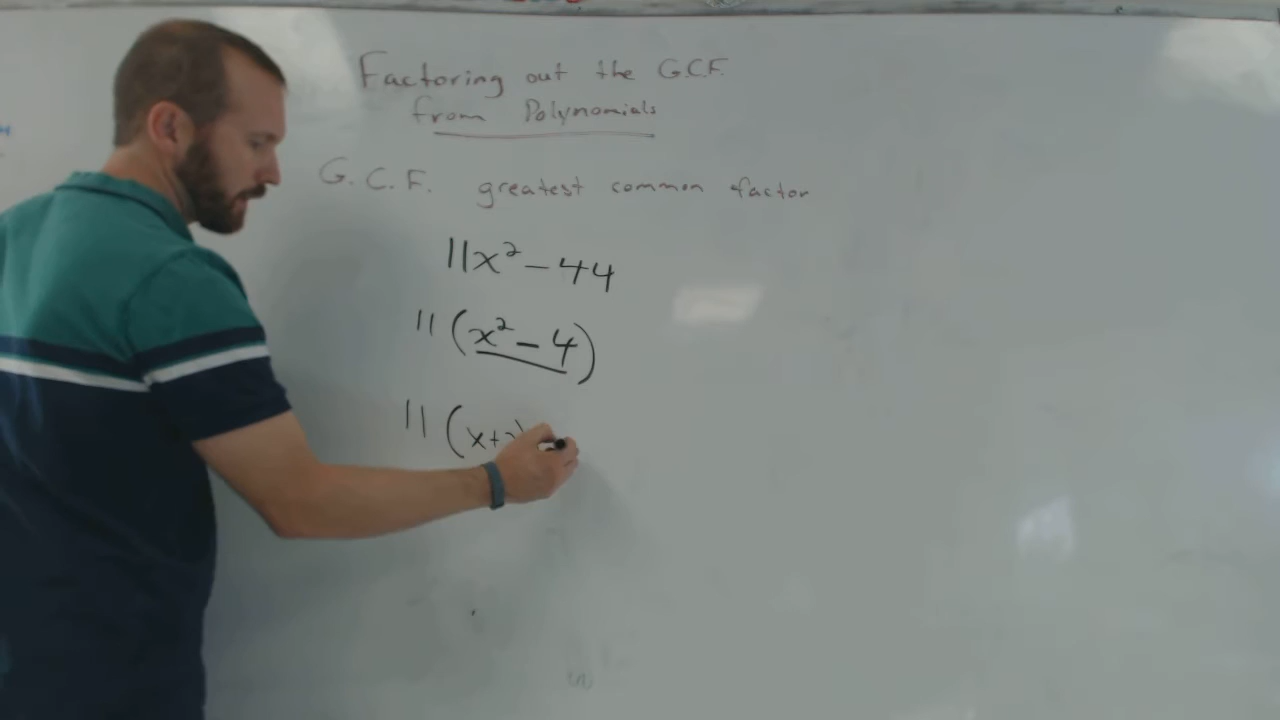 Factoring out the G.C.F.
from Polynomials
G.C.F. greatest common factor
11x² - 44
11 (x² - 4)
11 (x+2)